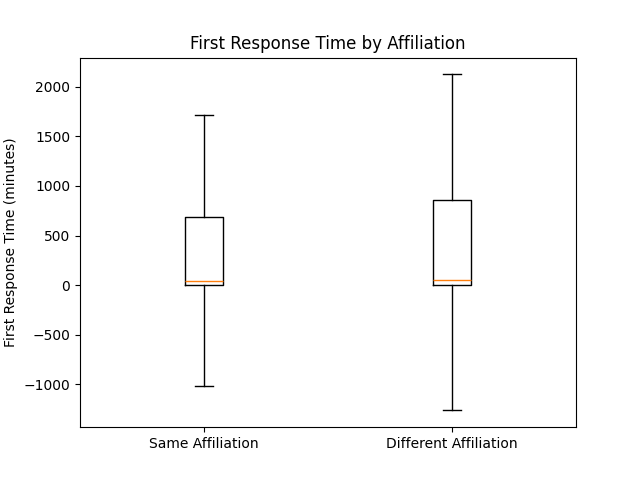 First Response Time by Affiliation
First Response Time (minutes)
2000
1500
1000
500
0
−500
−1000
Same Affiliation
Different Affiliation